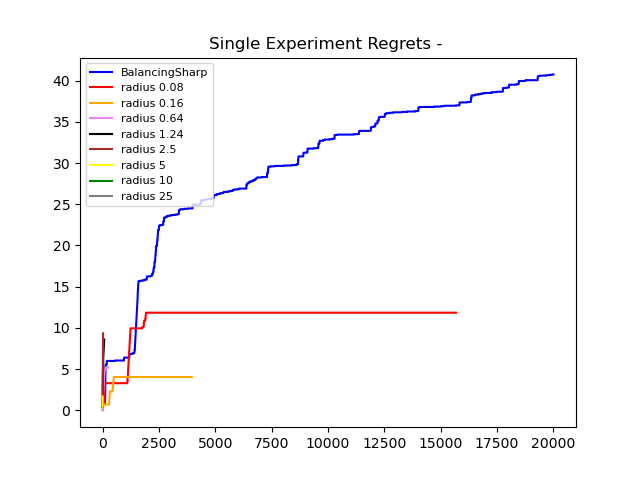 Single Experiment Regrets -
BalancingSharp
radius 0.08
radius 0.16
radius 0.64
radius 1.24
radius 2.5
radius 5
radius 10
radius 25
40
35
30
25
20
15
10
5
0
0 2500 5000 7500 10000 12500 15000 17500 20000